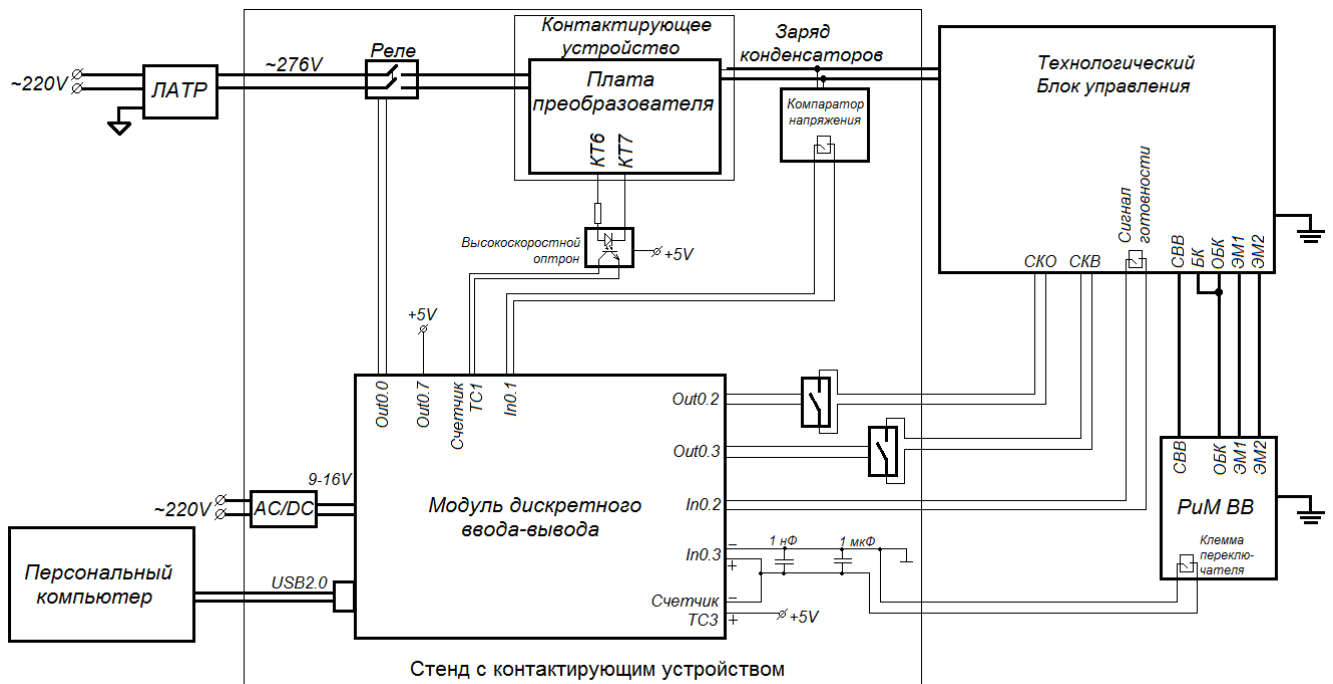 Контактирующее
устройство
Заряд
конденсаторов
Реле
~276V
~220V
ЛАТР
Плата
преобразователя
КТ6
КТ7
Компаратор
напряжения
Технологический
Блок управления
Сигнал
готовности
СКО
СКВ
СВВ
БК
ОБК
ЭМ1
ЭМ2
Высокоскоростной
оптрон
+5V
+5V
Out0.0
Out0.7
Счетчик
TC1
In0.1
Out0.2
Out0.3
In0.2
In0.3
−
+
1 нФ
1 мкФ
Счетчик
TC3
−
+
+5V
Модуль дискретного
ввода-вывода
9-16V
~220V
AC/DC
USB2.0
Персональный
компьютер
СВВ
ОБК
ЭМ1
ЭМ2
РиМ ВВ
Клемма
переклю-
чателя
Стенд с контактирующим устройством